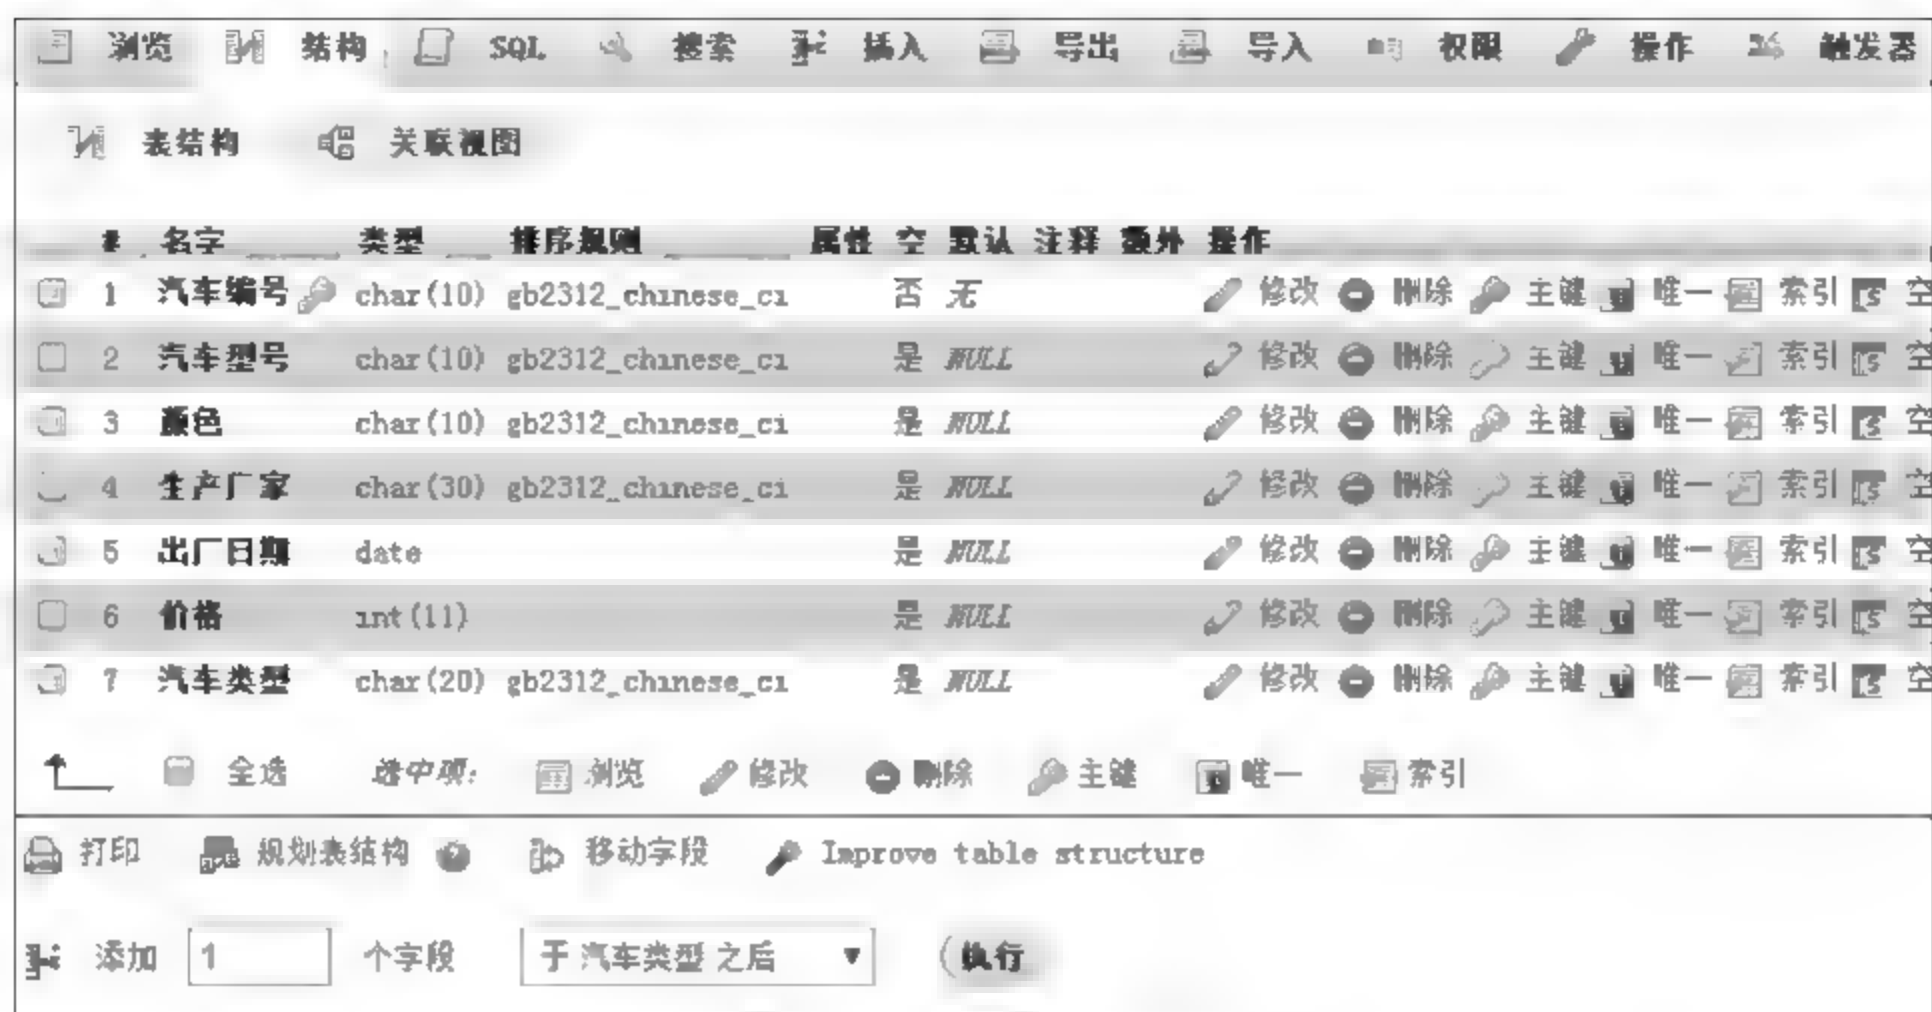 浏览 结构 SQL 搜索 插入 导出 导入 权限 操作 触发器
表结构 关联视图
# 名字 类型 排序规则 属性 空 默认 注释 额外 操作
1 汽车编号 char(10) gb2312_chinese_ci 否 无 修改 删除 主键 唯一 索引 空
2 汽车型号 char(10) gb2312_chinese_ci 是 NULL 修改 删除 主键 唯一 索引 空
3 颜色 char(10) gb2312_chinese_ci 是 NULL 修改 删除 主键 唯一 索引 空
4 生产厂家 char(30) gb2312_chinese_ci 是 NULL 修改 删除 主键 唯一 索引 空
5 出厂日期 date 是 NULL 修改 删除 主键 唯一 索引 空
6 价格 int(11) 是 NULL 修改 删除 主键 唯一 索引 空
7 汽车类型 char(20) gb2312_chinese_ci 是 NULL 修改 删除 主键 唯一 索引 空
全选 选中项: 浏览 修改 删除 主键 唯一 索引
打印 规划表结构 移动字段 Improve table structure
添加 1 个字段 于 汽车类型 之后 执行